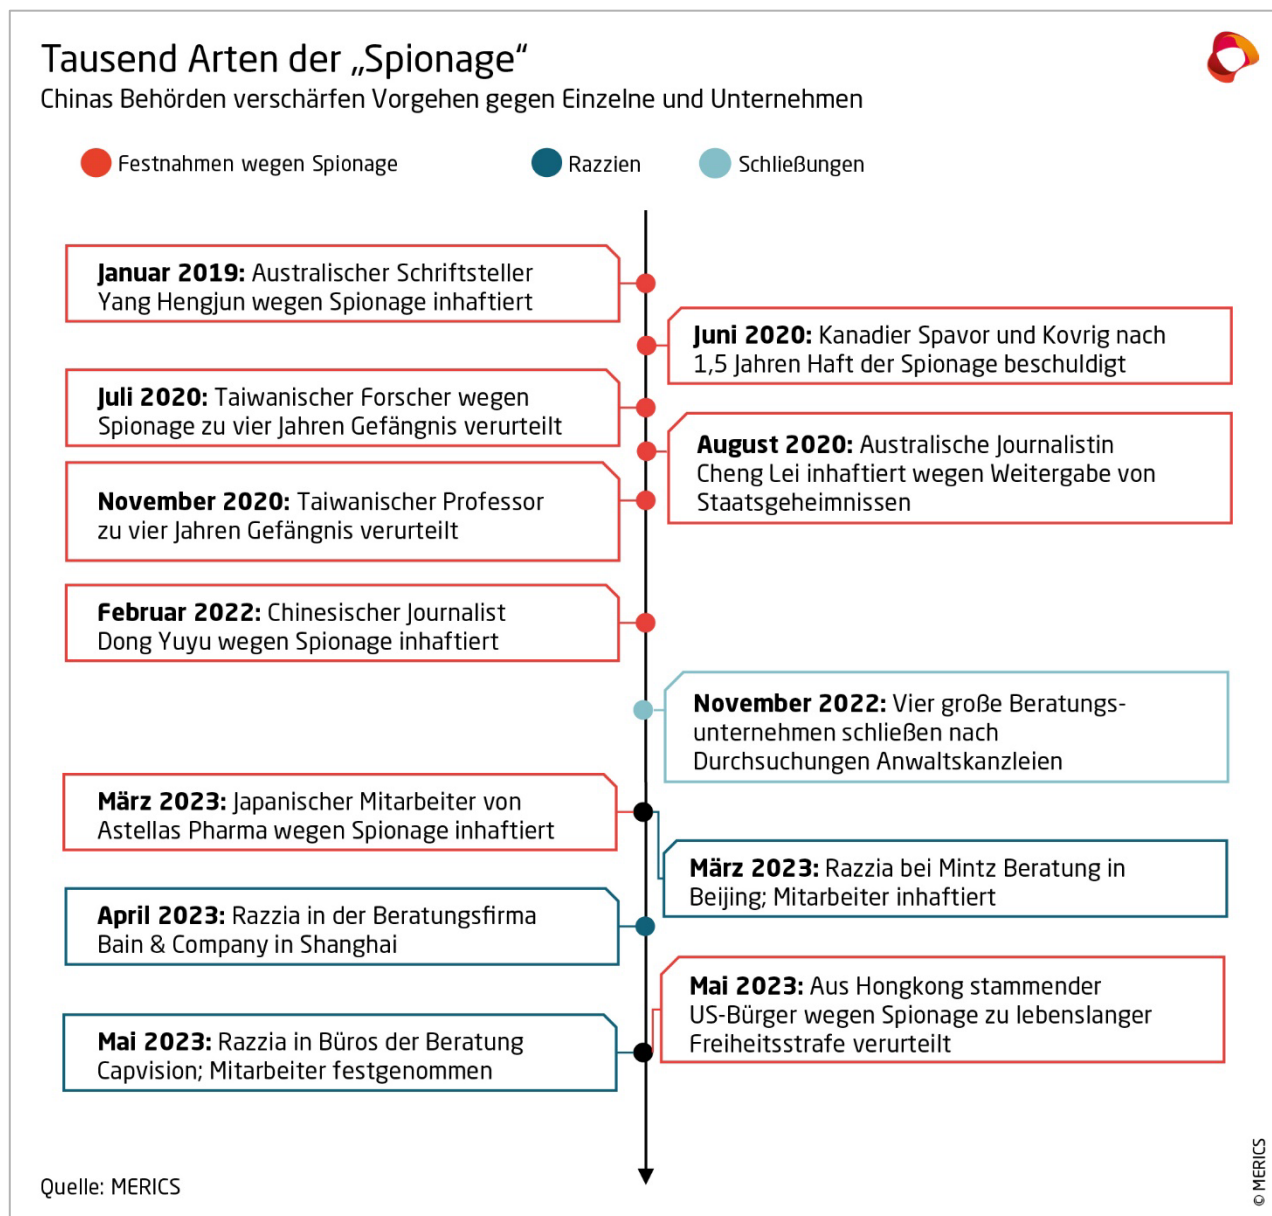 Tausend Arten der „Spionage“
Chinas Behörden verschärfen Vorgehen gegen Einzelne und Unternehmen
Festnahmen wegen Spionage
Razzien
Schließungen
Januar 2019: Australischer Schriftsteller
Yang Hengjun wegen Spionage inhaftiert
Juni 2020: Kanadier Spavor und Kovrig nach
1,5 Jahren Haft der Spionage beschuldigt
Juli 2020: Taiwanischer Forscher wegen
Spionage zu vier Jahren Gefängnis verurteilt
August 2020: Australische Journalistin
Cheng Lei inhaftiert wegen Weitergabe von
Staatsgeheimnissen
November 2020: Taiwanischer Professor
zu vier Jahren Gefängnis verurteilt
Februar 2022: Chinesischer Journalist
Dong Yuyu wegen Spionage inhaftiert
November 2022: Vier große Beratungs-
unternehmen schließen nach
Durchsuchungen Anwaltskanzleien
März 2023: Japanischer Mitarbeiter von
Astellas Pharma wegen Spionage inhaftiert
März 2023: Razzia bei Mintz Beratung in
Beijing; Mitarbeiter inhaftiert
April 2023: Razzia in der Beratungsfirma
Bain & Company in Shanghai
Mai 2023: Aus Hongkong stammender
US-Bürger wegen Spionage zu lebenslanger
Freiheitsstrafe verurteilt
Mai 2023: Razzia in Büros der Beratung
Capvision; Mitarbeiter festgenommen
Quelle: MERICS
© MERICS